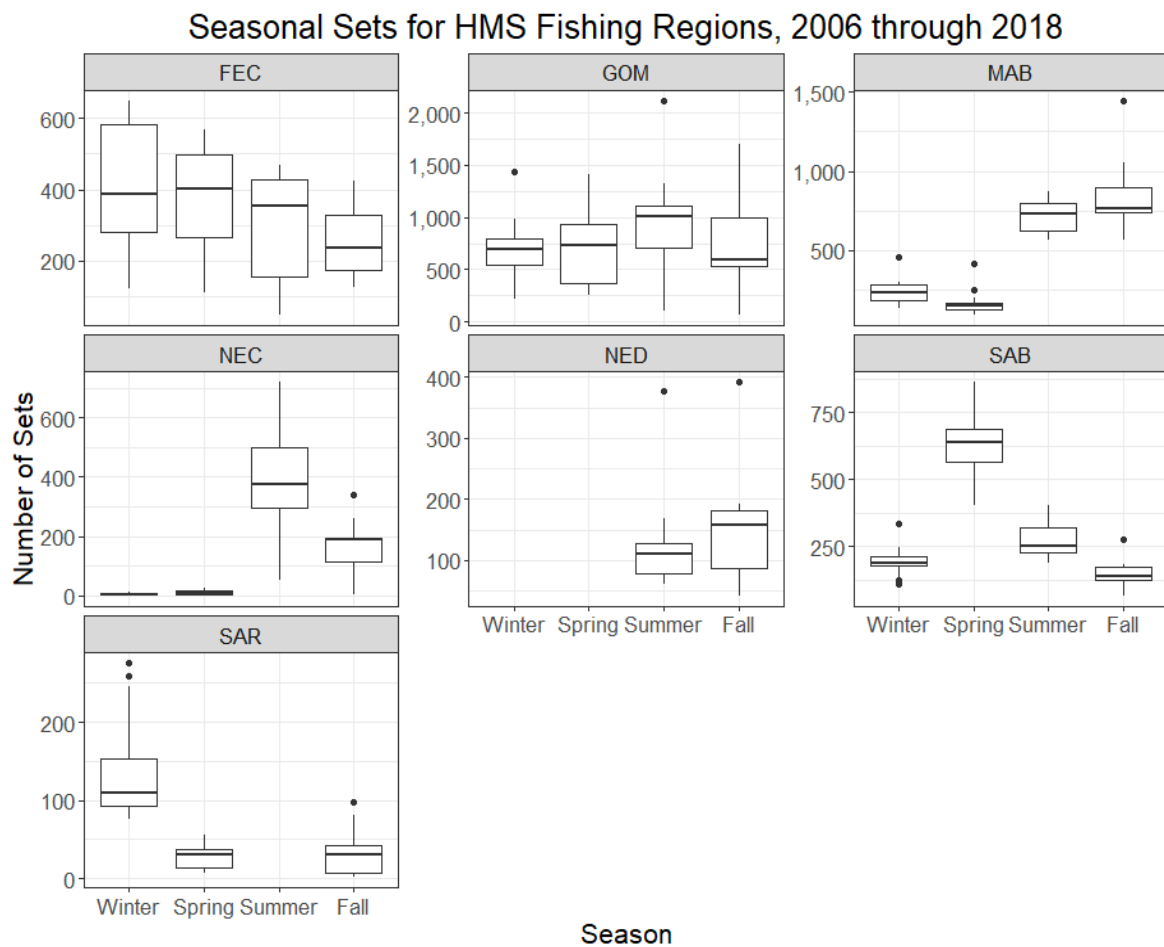 Seasonal Sets for HMS Fishing Regions, 2006 through 2018
FEC
GOM
MAB
600
400
200
2,000
1,500
1,000
500
0
1,500
1,000
500
NEC
NED
SAB
600
400
200
0
400
300
200
100
750
500
250
Winter Spring Summer Fall
Winter Spring Summer Fall
SAR
200
100
0
Winter Spring Summer Fall
Number of Sets
Season